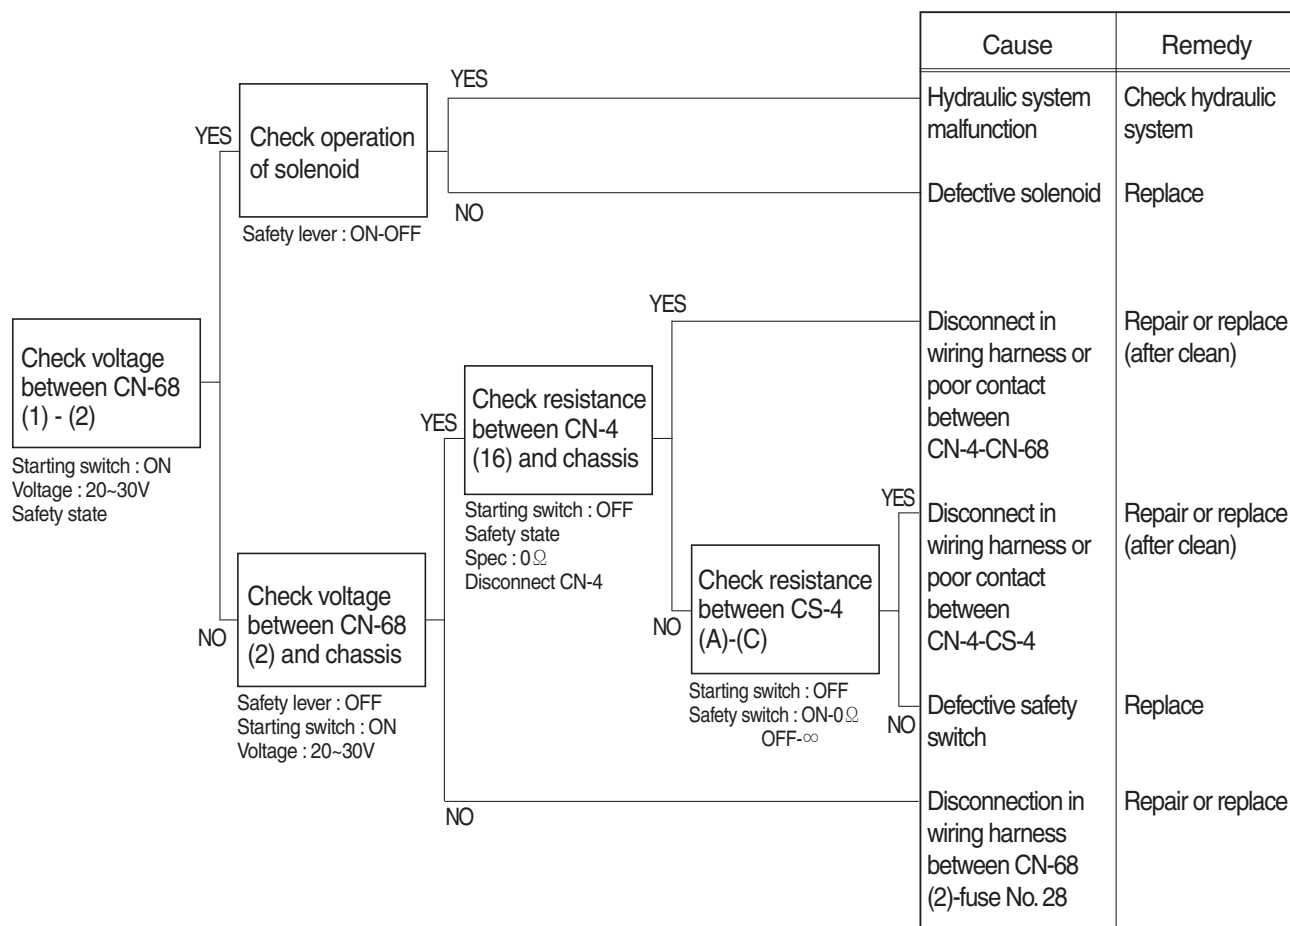 Cause
Remedy
YES
Hydraulic system
malfunction
Check hydraulic
system
YES
Check operation
of solenoid
NO
Defective solenoid
Replace
Safety lever : ON-OFF
YES
Disconnect in
wiring harness or
poor contact
between
CN-4-CN-68
Repair or replace
(after clean)
Check voltage
between CN-68
(1) - (2)
Starting switch : ON
Voltage : 20~30V
Safety state
YES
Check resistance
between CN-4
(16) and chassis
Starting switch : OFF
Safety state
Spec : 0Ω
Disconnect CN-4
YES
Disconnect in
wiring harness or
poor contact
between
CN-4-CS-4
Repair or replace
(after clean)
NO
Check voltage
between CN-68
(2) and chassis
Safety lever : OFF
Starting switch : ON
Voltage : 20~30V
NO
Check resistance
between CS-4
(A)-(C)
Starting switch : OFF
Safety switch : ON-0Ω
OFF-∞
NO
Defective safety
switch
Replace
NO
Disconnection in
wiring harness
between CN-68
(2)-fuse No. 28
Repair or replace